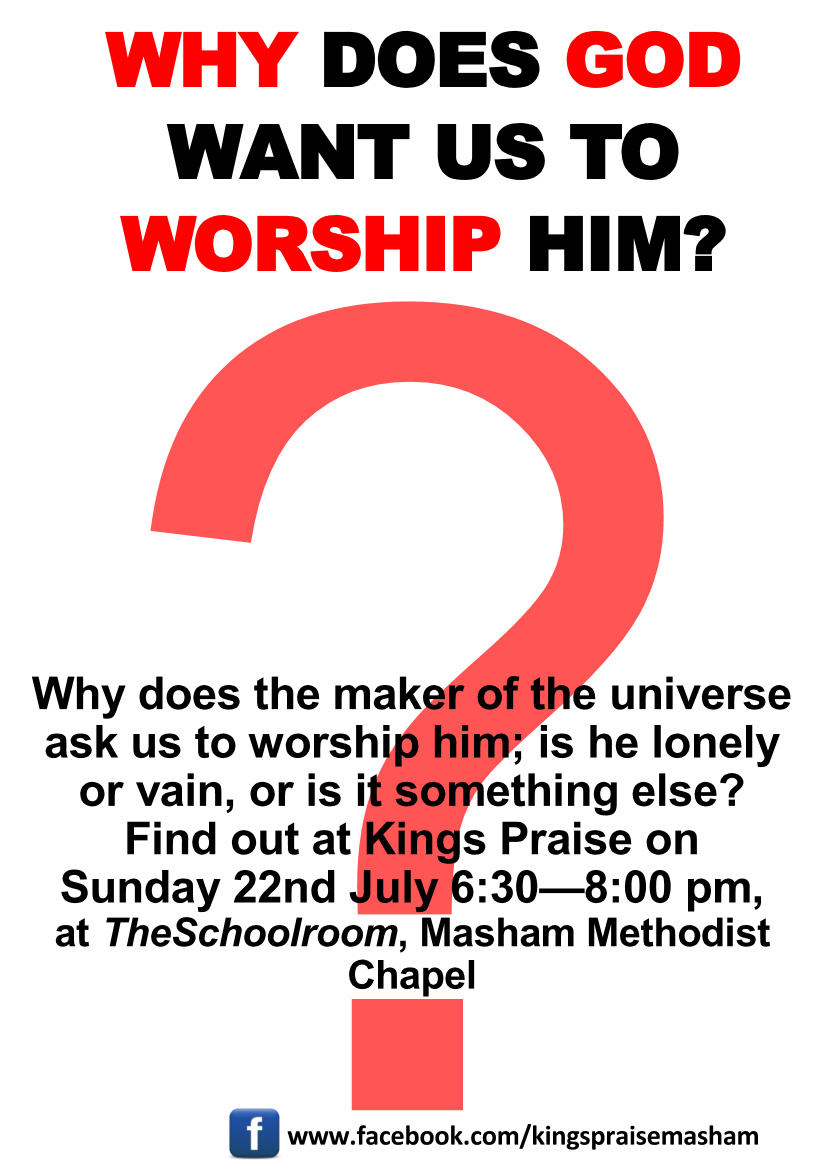 WHY DOES GOD
WANT US TO
WORSHIP HIM?
?
Why does the maker of the universe
ask us to worship him; is he lonely
or vain, or is it something else?
Find out at Kings Praise on
Sunday 22nd July 6:30—8:00 pm,
at TheSchoolroom, Masham Methodist
Chapel
f www.facebook.com/kingspraisemasham